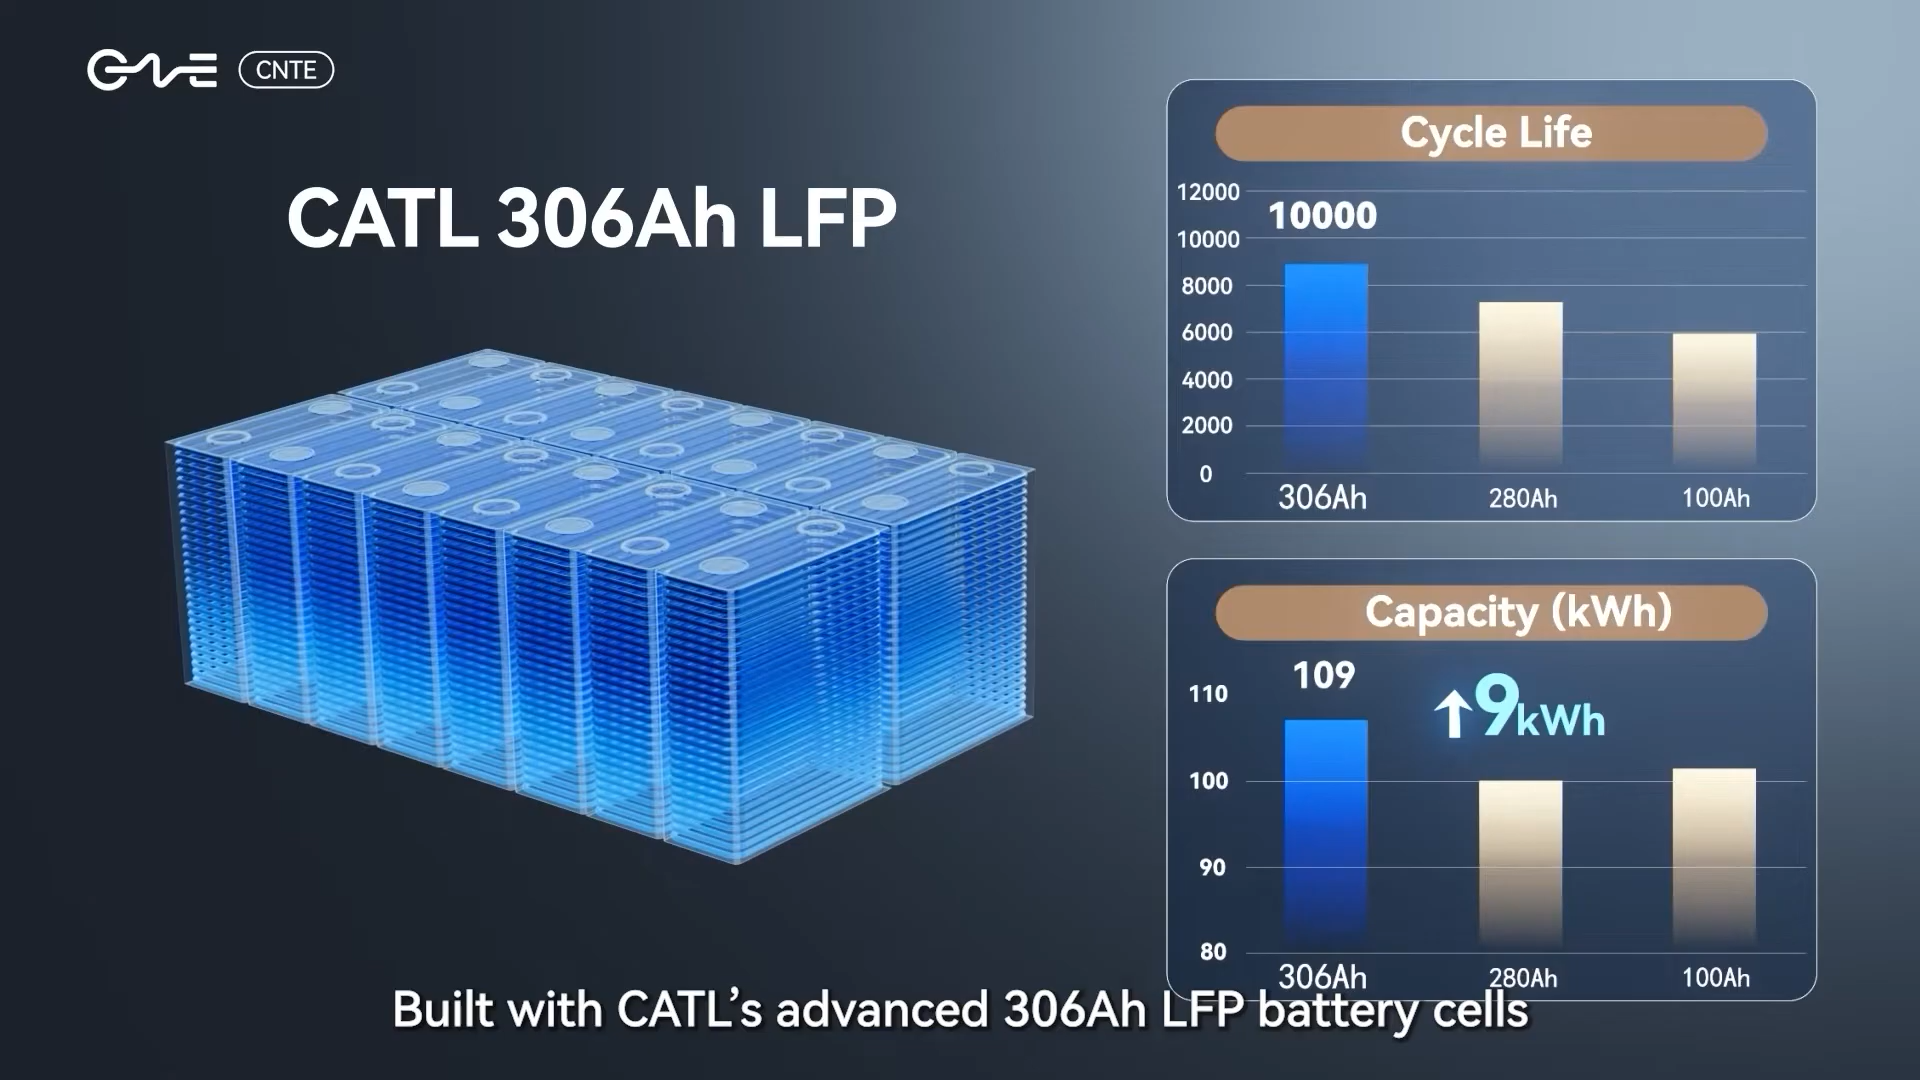 CNTE
CATL 306Ah LFP
Cycle Life
12000
10000
10000
8000
6000
4000
2000
0
306Ah 280Ah 100Ah
Capacity (kWh)
109
↑9kWh
110
100
90
80
306Ah 280Ah 100Ah
Built with CATL’s advanced 306Ah LFP battery cells